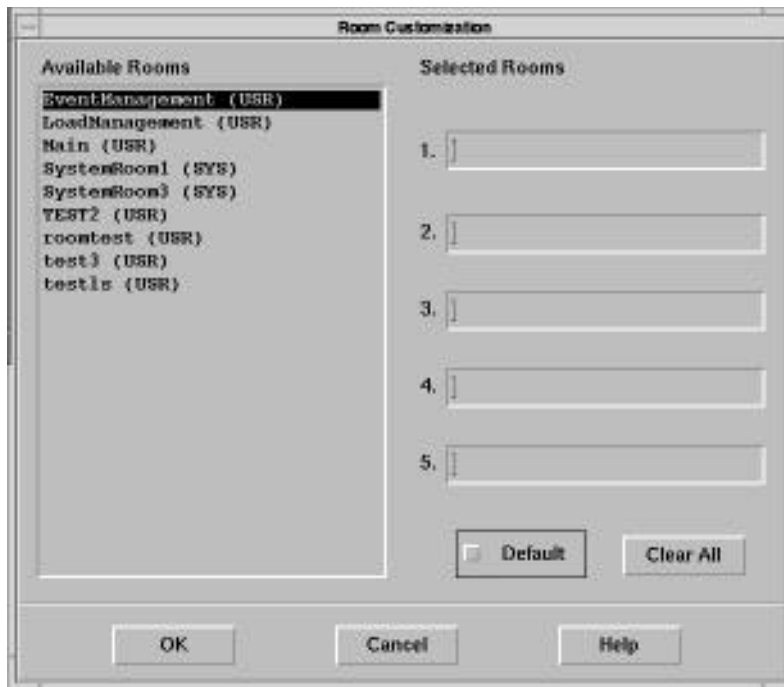 Room Customization
Available Rooms
Selected Rooms
EventManagement (USR)
LoadManagement (USR)
Main (USR)
SystemRoom1 (SYS)
SystemRoom3 (SYS)
TEST2 (USR)
roomtest (USR)
test3 (USR)
testls (USR)
1.
2.
3.
4.
5.
Default
Clear All
OK
Cancel
Help